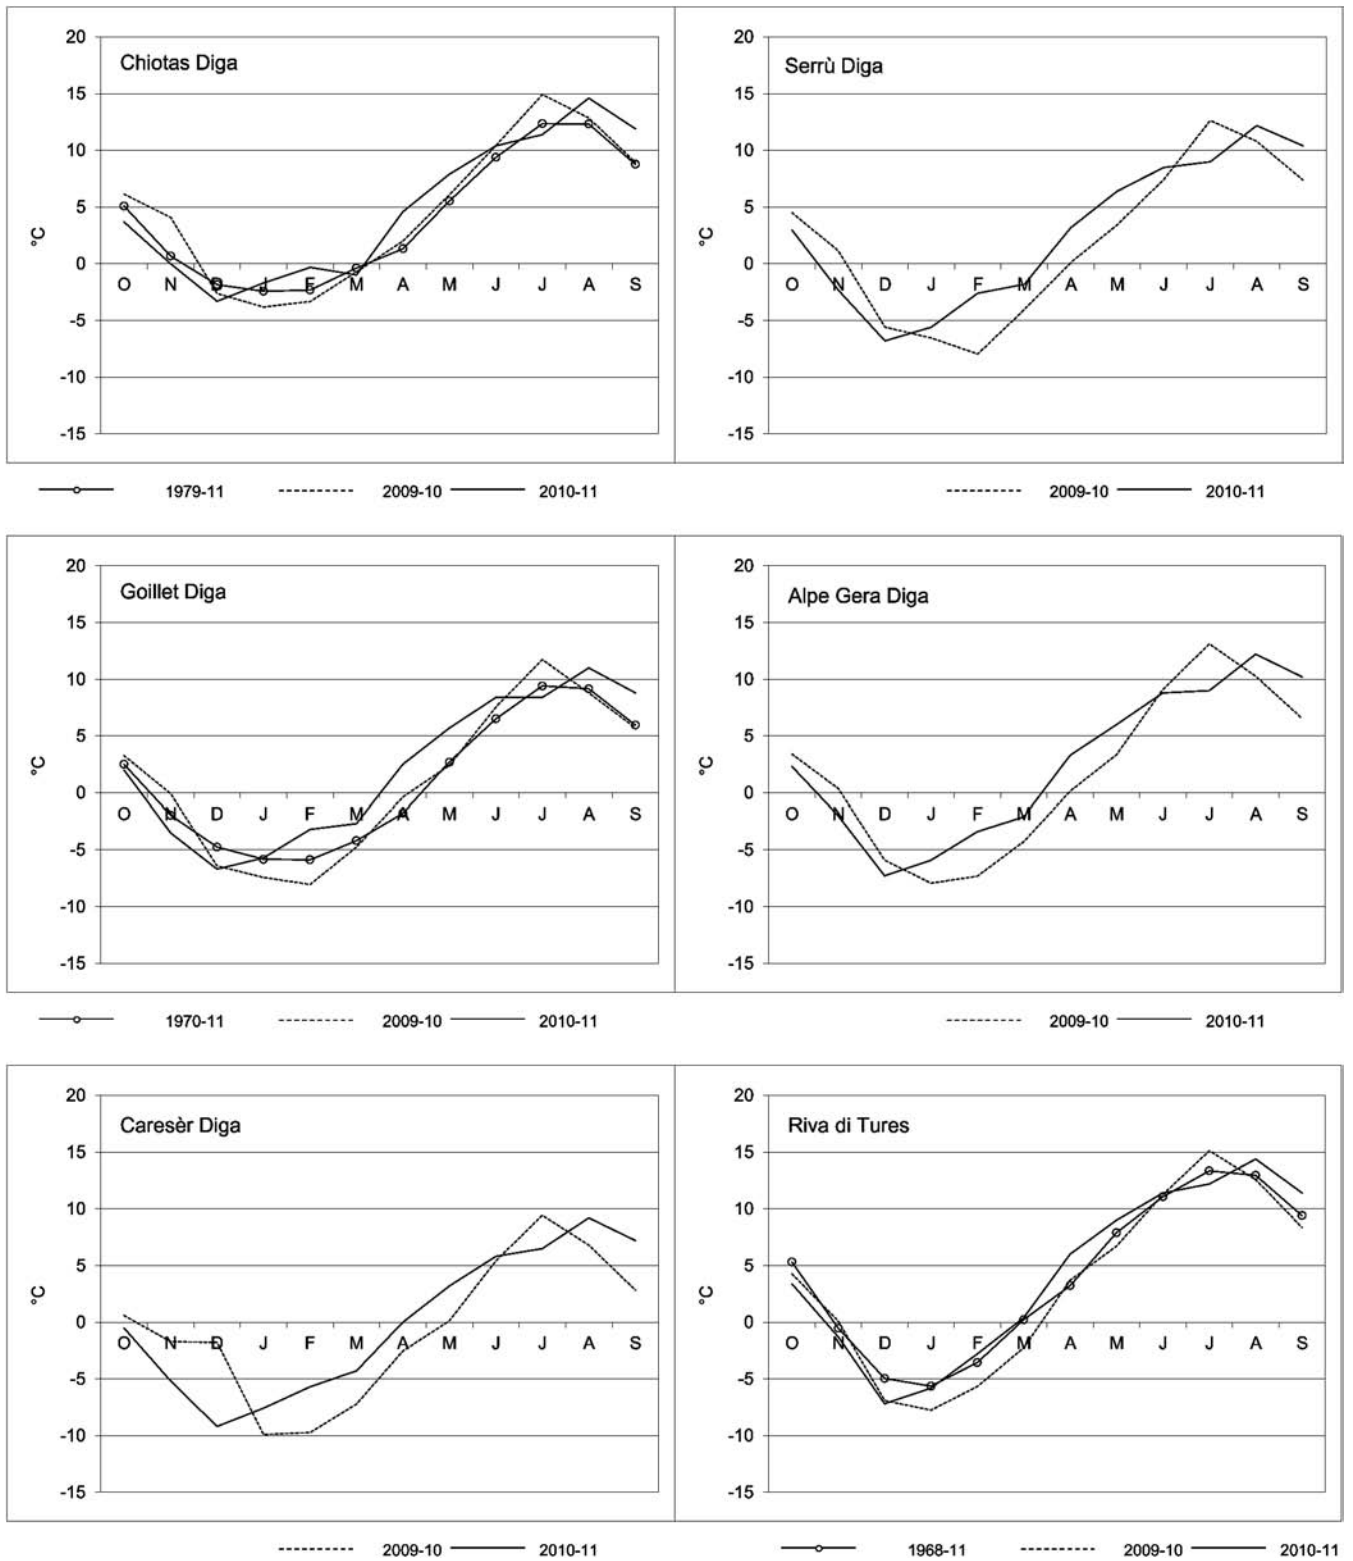 20
15
10
5
0
-5
-10
-15
°C
Chiotas Diga
O N D J F M A M J J A S
1979-11 2009-10 2010-11
20
15
10
5
0
-5
-10
-15
°C
Serrù Diga
O N D J F M A M J J A S
2009-10 2010-11
20
15
10
5
0
-5
-10
-15
°C
Goillet Diga
O N D J F M A M J J A S
1970-11 2009-10 2010-11
20
15
10
5
0
-5
-10
-15
°C
Alpe Gera Diga
O N D J F M A M J J A S
2009-10 2010-11
20
15
10
5
0
-5
-10
-15
°C
Caresèr Diga
O N D J F M A M J J A S
2009-10 2010-11
20
15
10
5
0
-5
-10
-15
°C
Riva di Tures
O N D J F M A M J J A S
1968-11 2009-10 2010-11